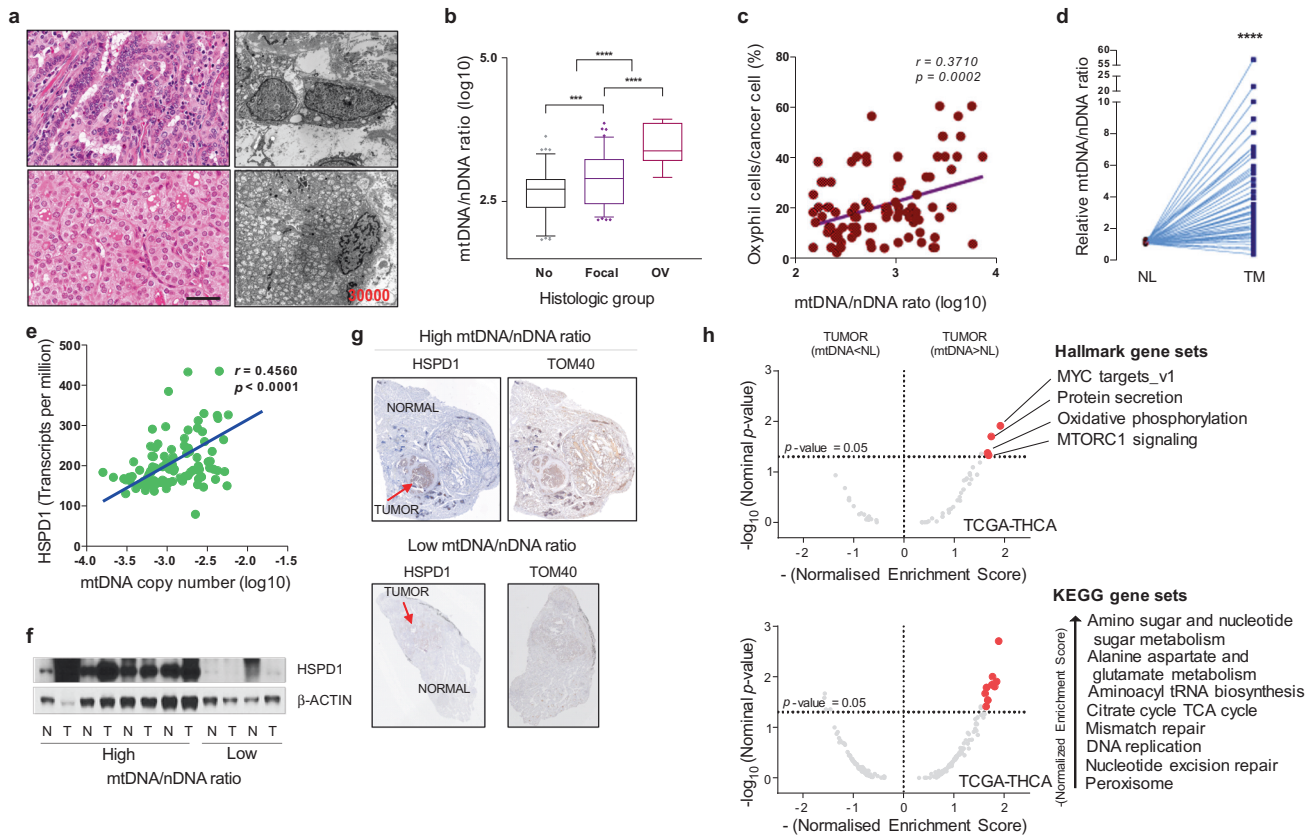 a
30000
b
mtDNA/nDNA ratio (log10)
5.0
2.5
****
***
****
No
Focal
OV
Histologic group
c
Oxyphil cells/cancer cell (%)
r = 0.3710
p = 0.0002
80
60
40
20
0
2
3
4
mtDNA/nDNA rato (log10)
d
Relative mtDNA/nDNA ratio
****
60
55
25
20
10
8
6
4
2
0
NL
TM
e
HSPD1 (Transcripts per million)
500
400
300
200
100
0
r = 0.4560
p < 0.0001
-4.0
-3.5
-3.0
-2.5
-2.0
-1.5
mtDNA copy number (log10)
f
HSPD1
β-ACTIN
N T N T N T N T N T N T
High
Low
mtDNA/nDNA ratio
g
High mtDNA/nDNA ratio
HSPD1
TOM40
NORMAL
TUMOR
Low mtDNA/nDNA ratio
HSPD1
TOM40
TUMOR
NORMAL
h
TUMOR
(mtDNA<NL)
TUMOR
(mtDNA>NL)
-log10 (Nominal p-value)
3
2
1
0
p-value = 0.05
TCGA-THCA
-2
-1
0
1
2
- (Normalised Enrichment Score)
Hallmark gene sets
MYC targets_v1
Protein secretion
Oxidative phosphorylation
MTORC1 signaling
-log10 (Nominal p-value)
3
2
1
0
p-value = 0.05
TCGA-THCA
-2
-1
0
1
2
- (Normalised Enrichment Score)
KEGG gene sets
-(Normalized Enrichment Score)
Amino sugar and nucleotide
sugar metabolism
Alanine aspartate and
glutamate metabolism
Aminoacyl tRNA biosynthesis
Citrate cycle TCA cycle
Mismatch repair
DNA replication
Nucleotide excision repair
Peroxisome